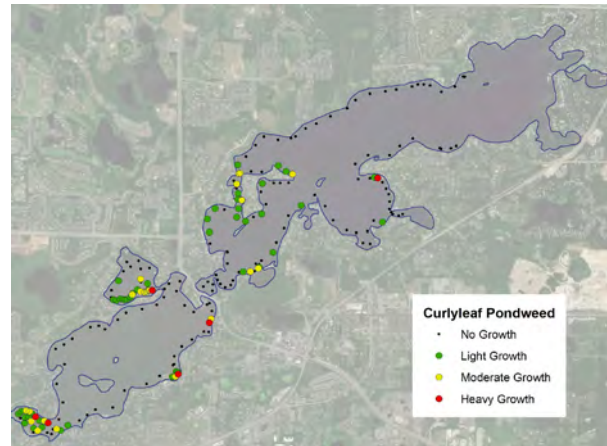 Curlyleaf Pondweed
No Growth
Light Growth
Moderate Growth
Heavy Growth